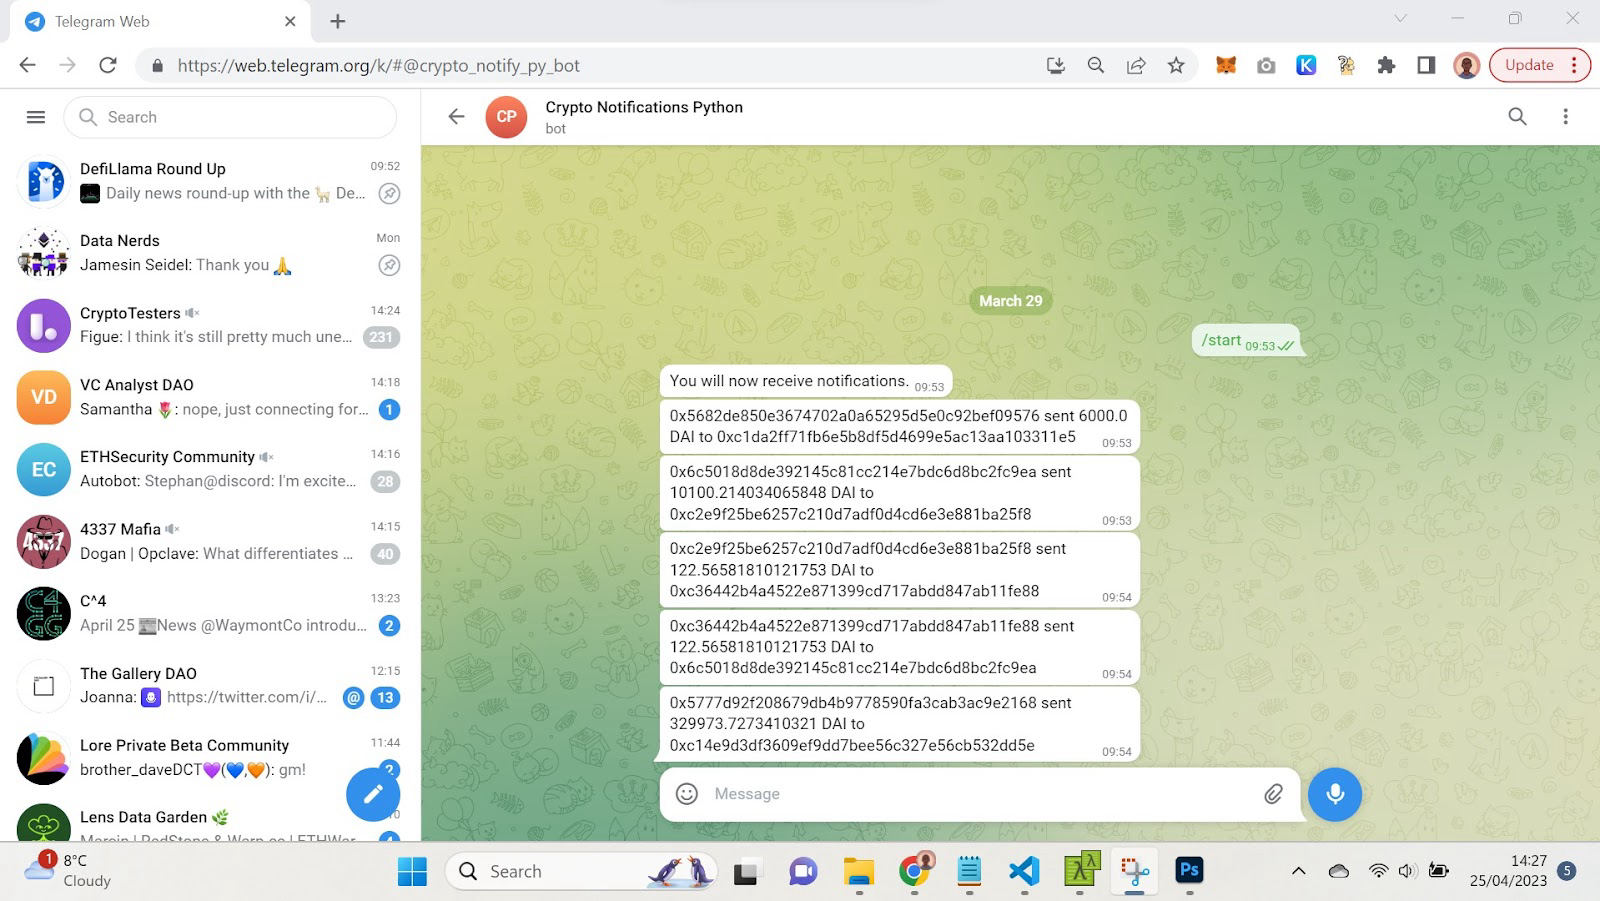 Telegram Web
https://web.telegram.org/k/#@crypto_notify_py_bot
K
Update
Search
CP
Crypto Notifications Python
bot
DefiLlama Round Up
09:52
Daily news round-up with the 🦙 De...
Data Nerds
Mon
Jamesin Seidel: Thank you 🙏
CryptoTesters
14:24
Figue: I think it's still pretty much une...
231
VD
VC Analyst DAO
14:18
Samantha 🌷: nope, just connecting for...
1
EC
ETHSecurity Community
14:16
Autobot: Stephan@discord: I'm excite...
28
4337 Mafia
14:15
Dogan | Opclave: What differentiates ...
40
C4
GG
C^4
13:23
April 25 📰News @WaymontCo introdu...
2
The Gallery DAO
12:15
Joanna: https://twitter.com/i/...
@ 13
Lore Private Beta Community
11:44
brother_daveDCT💜(💙,🧡): gm!
2
Lens Data Garden 🌿
March 29
/start 09:53
You will now receive notifications. 09:53
0x5682de850e3674702a0a65295d5e0c92bef09576 sent 6000.0
DAI to 0xc1da2ff71fb6e5b8df5d4699e5ac13aa103311e5 09:53
0x6c5018d8de392145c81cc214e7bdc6d8bc2fc9ea sent
10100.214034065848 DAI to
0xc2e9f25be6257c210d7adf0d4cd6e3e881ba25f8 09:53
0xc2e9f25be6257c210d7adf0d4cd6e3e881ba25f8 sent
122.56581810121753 DAI to
0xc36442b4a4522e871399cd717abdd847ab11fe88 09:54
0xc36442b4a4522e871399cd717abdd847ab11fe88 sent
122.56581810121753 DAI to
0x6c5018d8de392145c81cc214e7bdc6d8bc2fc9ea 09:54
0x5777d92f208679db4b9778590fa3cab3ac9e2168 sent
329973.7273410321 DAI to
0xc14e9d3df3609ef9dd7bee56c327e56cb532dd5e 09:54
Message
1
8°C
Cloudy
Search
Ps
14:27
25/04/2023
5